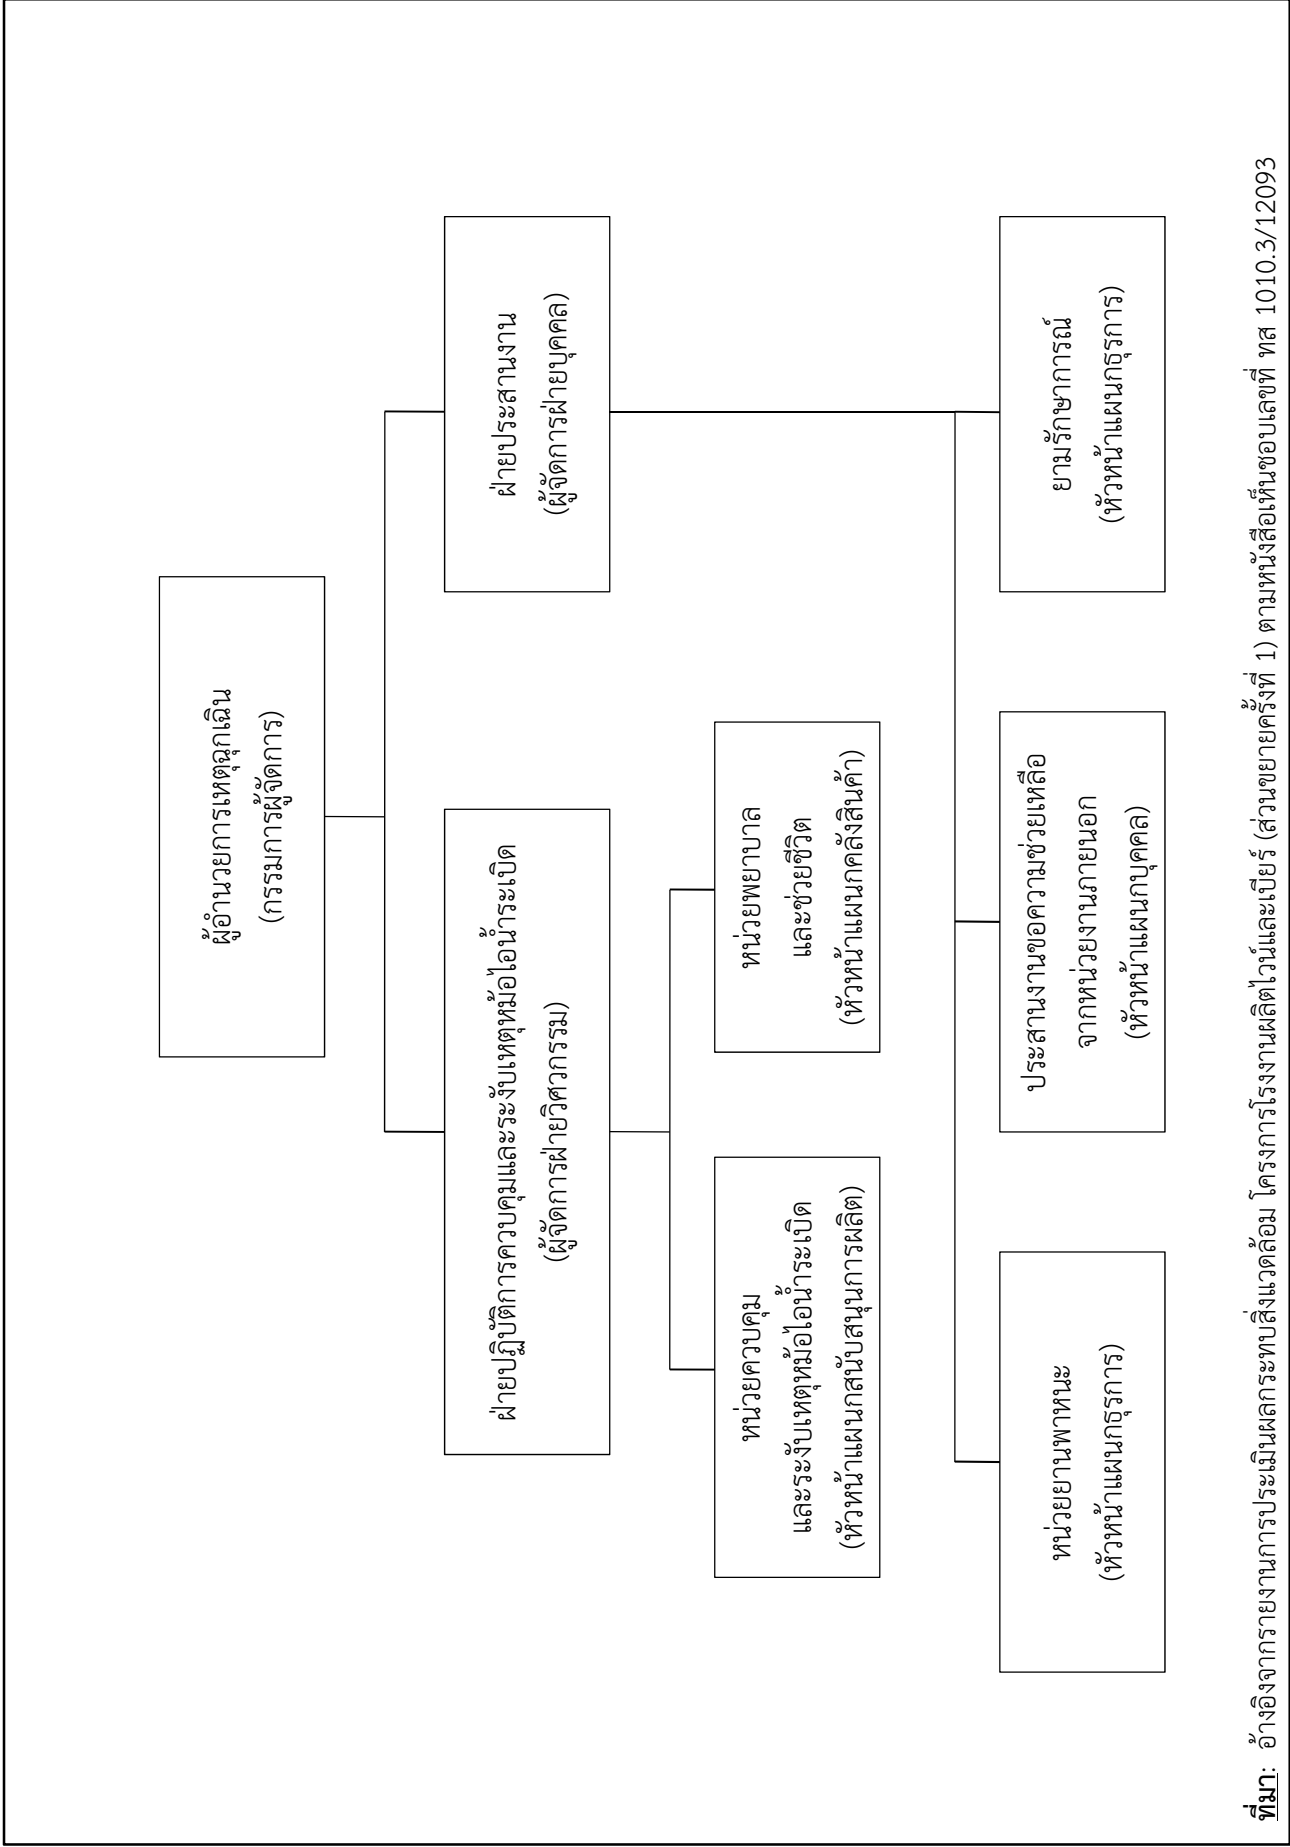 ผู้อำนวยการเหตุฉุกเฉิน
(กรรมการผู้จัดการ)
ฝ่ายปฏิบัติการควบคุมและระงับเหตุหม้อไอน้ำระเบิด
(ผู้จัดการฝ่ายวิศวกรรม)
ฝ่ายประสานงาน
(ผู้จัดการฝ่ายบุคคล)
หน่วยควบคุม
และระงับเหตุหม้อไอน้ำระเบิด
(หัวหน้าแผนกสนับสนุนการผลิต)
หน่วยพยาบาล
และช่วยชีวิต
(หัวหน้าแผนกคลังสินค้า)
หน่วยยานพาหนะ
(หัวหน้าแผนกธุรการ)
ประสานงานขอความช่วยเหลือ
จากหน่วยงานภายนอก
(หัวหน้าแผนกบุคคล)
ยามรักษาการณ์
(หัวหน้าแผนกธุรการ)
ที่มา: อ้างอิงจากรายงานการประเมินผลกระทบสิ่งแวดล้อม โครงการโรงงานผลิตไวน์และเบียร์ (ส่วนขยายครั้งที่ 1) ตามหนังสือเห็นชอบเลขที่ ทส 1010.3/12093